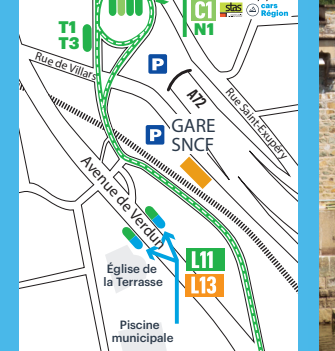 C1
stas
cars
Région
N1
T1
T3
P
Rue de Villars
A72
Rue Saint-Exupéry
P
GARE
SNCF
Avenue de Verdun
L11
L13
Église de
la Terrasse
Piscine
municipale